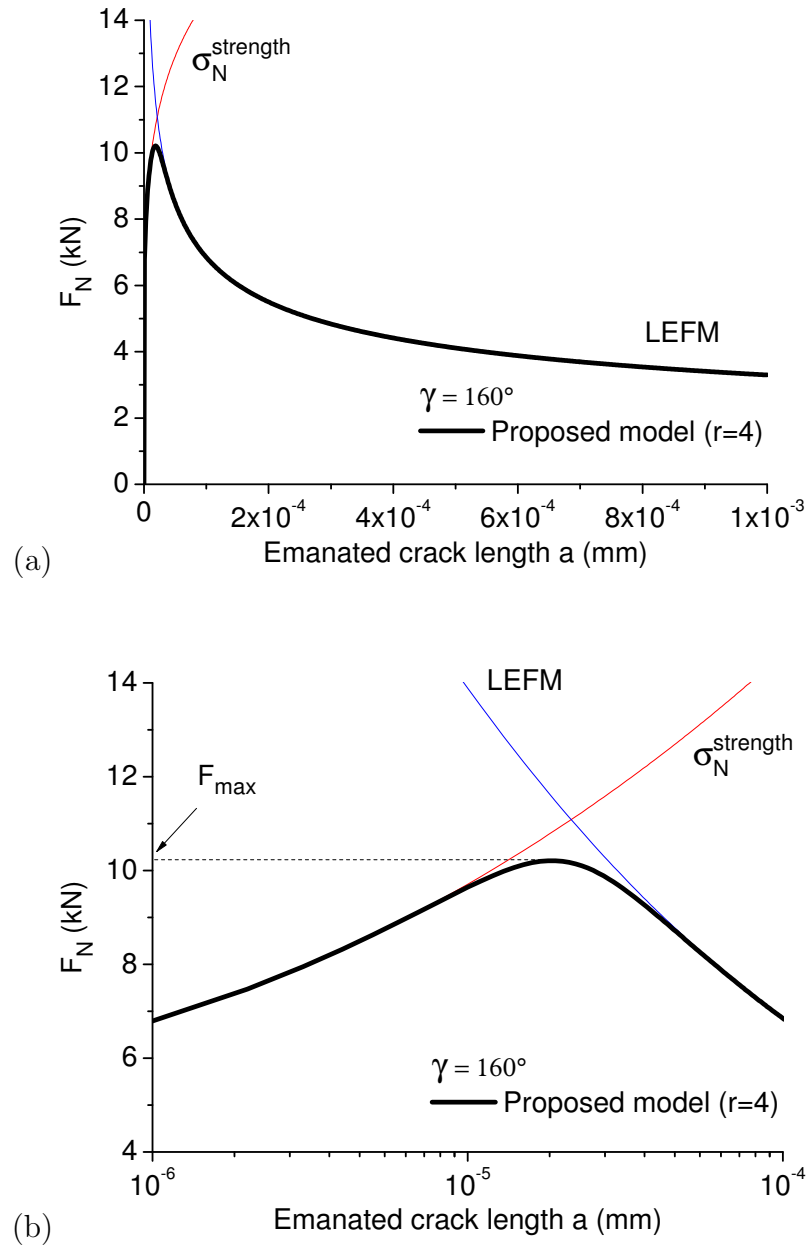 14
σ_N^strength
12
10
8
F_N (kN)
6
LEFM
4
γ = 160°
2
Proposed model (r=4)
0
0 2x10⁻⁴ 4x10⁻⁴ 6x10⁻⁴ 8x10⁻⁴ 1x10⁻³
(a) Emanated crack length a (mm)
14
LEFM
σ_N^strength
12
F_max
10
F_N (kN)
8
6
γ = 160°
Proposed model (r=4)
4
10⁻⁶ 10⁻⁵ 10⁻⁴
(b) Emanated crack length a (mm)